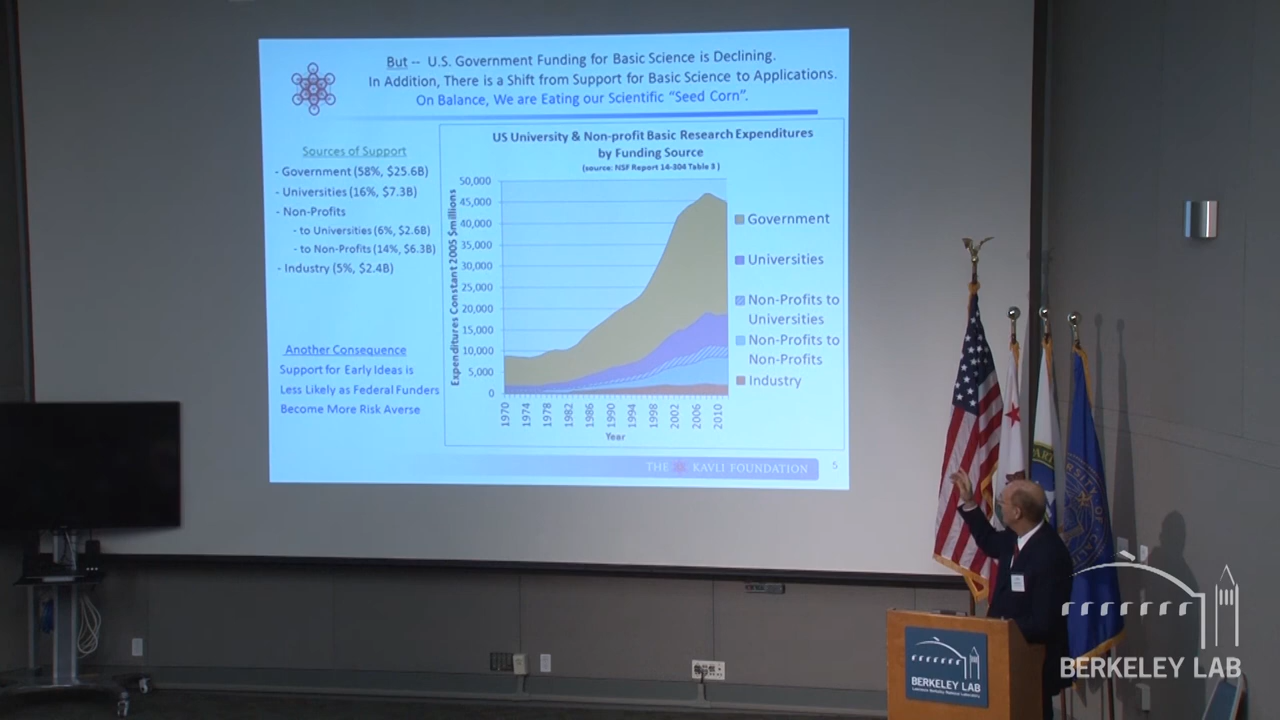 But -- U.S. Government Funding for Basic Science is Declining.
In Addition, There is a Shift from Support for Basic Science to Applications.
On Balance, We are Eating our Scientific “Seed Corn”.
Sources of Support
- Government (58%, $25.6B)
- Universities (16%, $7.3B)
- Non-Profits
- to Universities (6%, $2.6B)
- to Non-Profits (14%, $6.3B)
- Industry (5%, $2.4B)
Another Consequence
Support for Early Ideas is
Less Likely as Federal Funders
Become More Risk Averse
US University & Non-profit Basic Research Expenditures
by Funding Source
(source: NSF Report 14-304 Table 3 )
Expenditures Constant 2005 $millions
50,000
45,000
40,000
35,000
30,000
25,000
20,000
15,000
10,000
5,000
0
1970
1974
1978
1982
1986
1990
1994
1998
2002
2006
2010
Year
Government
Universities
Non-Profits to
Universities
Non-Profits to
Non-Profits
Industry
THE KAVLI FOUNDATION
5
BERKELEY LAB
Lawrence Berkeley National Laboratory
BERKELEY LAB